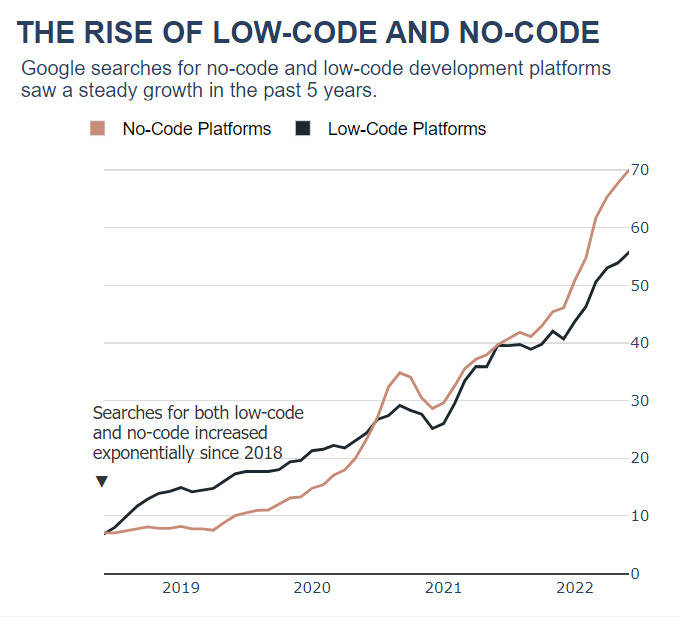 THE RISE OF LOW-CODE AND NO-CODE
Google searches for no-code and low-code development platforms
saw a steady growth in the past 5 years.
No-Code Platforms Low-Code Platforms
70
60
50
40
30
Searches for both low-code
and no-code increased
exponentially since 2018
20
10
0
2019 2020 2021 2022